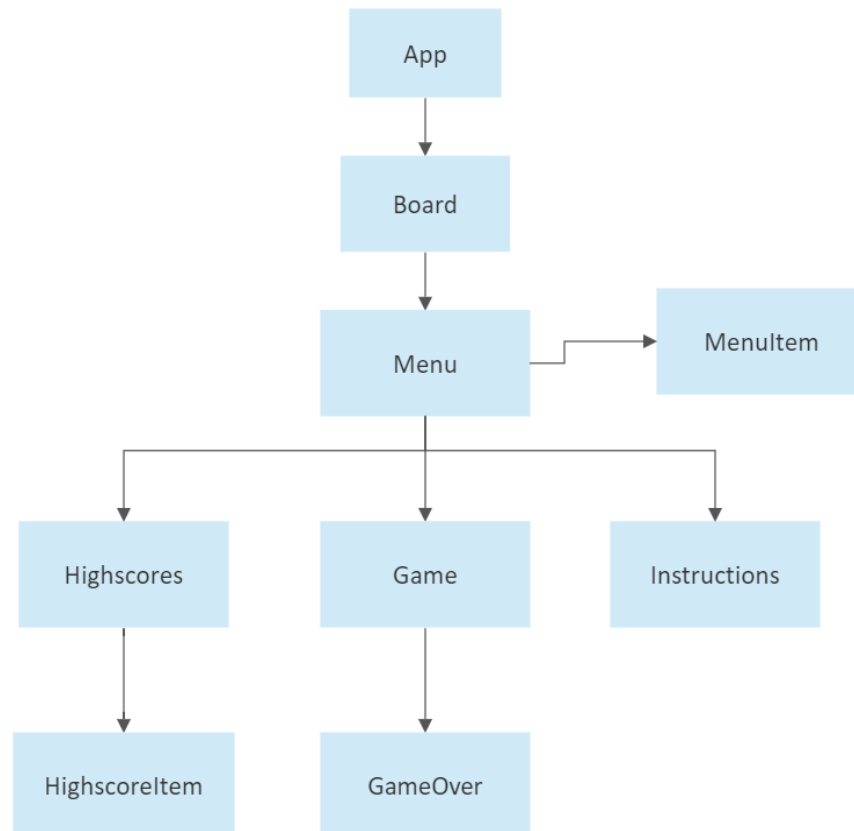 App
Board
Menu
MenuItem
Highscores
Game
Instructions
HighscoreItem
GameOver